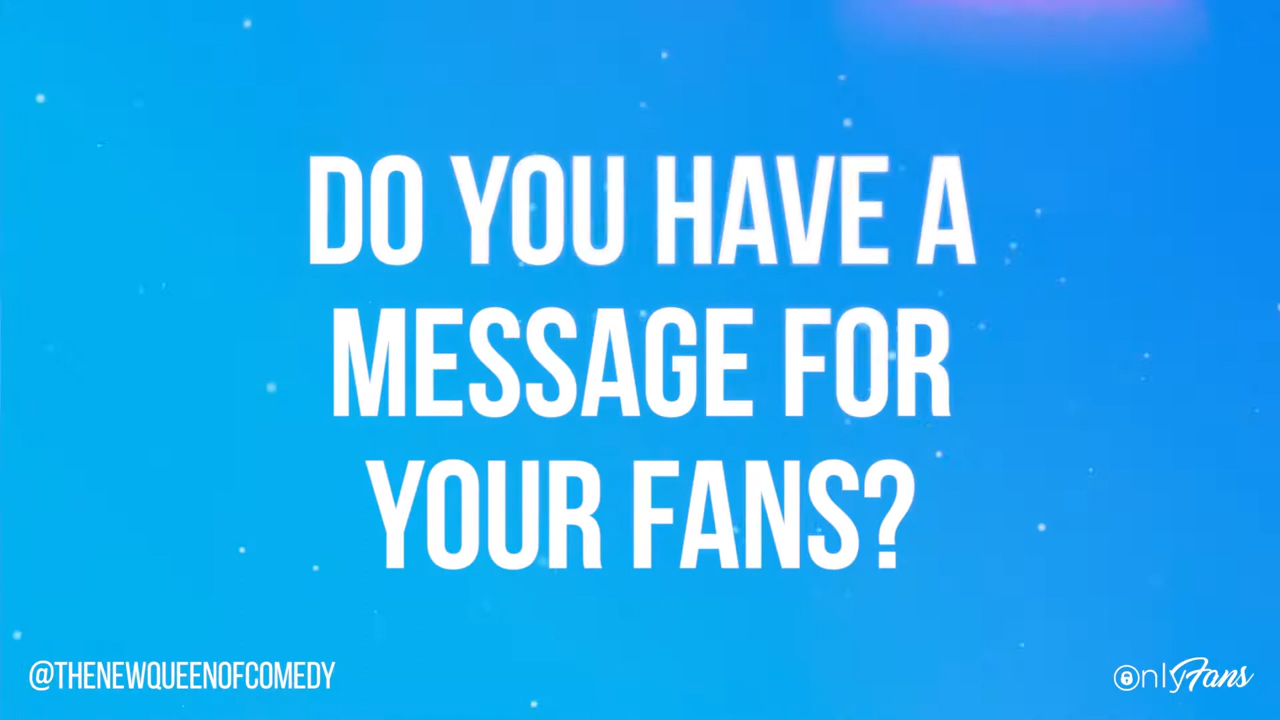 DO YOU HAVE A
MESSAGE FOR
YOUR FANS?
@THENEWQUEENOFCOMEDY
OnlyFans